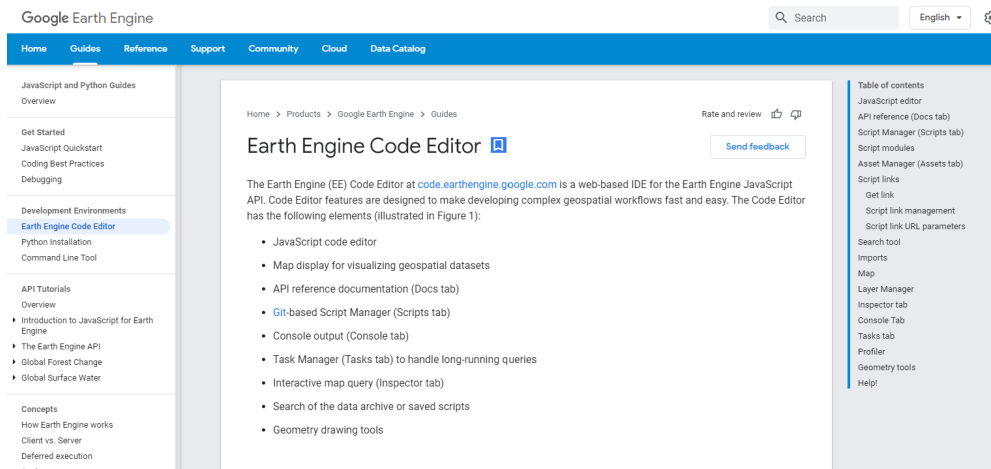 Google Earth Engine
Search
English
Home Guides Reference Support Community Cloud Data Catalog
JavaScript and Python Guides
Overview
Get Started
JavaScript Quickstart
Coding Best Practices
Debugging
Development Environments
Earth Engine Code Editor
Python Installation
Command Line Tool
API Tutorials
Overview
Introduction to JavaScript for Earth
Engine
The Earth Engine API
Global Forest Change
Global Surface Water
Concepts
How Earth Engine works
Client vs. Server
Deferred execution
Home > Products > Google Earth Engine > Guides
Rate and review
Earth Engine Code Editor
Send feedback
The Earth Engine (EE) Code Editor at code.earthengine.google.com is a web-based IDE for the Earth Engine JavaScript
API. Code Editor features are designed to make developing complex geospatial workflows fast and easy. The Code Editor
has the following elements (illustrated in Figure 1):
• JavaScript code editor
• Map display for visualizing geospatial datasets
• API reference documentation (Docs tab)
• Git-based Script Manager (Scripts tab)
• Console output (Console tab)
• Task Manager (Tasks tab) to handle long-running queries
• Interactive map query (Inspector tab)
• Search of the data archive or saved scripts
• Geometry drawing tools
Table of contents
JavaScript editor
API reference (Docs tab)
Script Manager (Scripts tab)
Script modules
Asset Manager (Assets tab)
Script links
Get link
Script link management
Script link URL parameters
Search tool
Imports
Map
Layer Manager
Inspector tab
Console Tab
Tasks tab
Profiler
Geometry tools
Help!